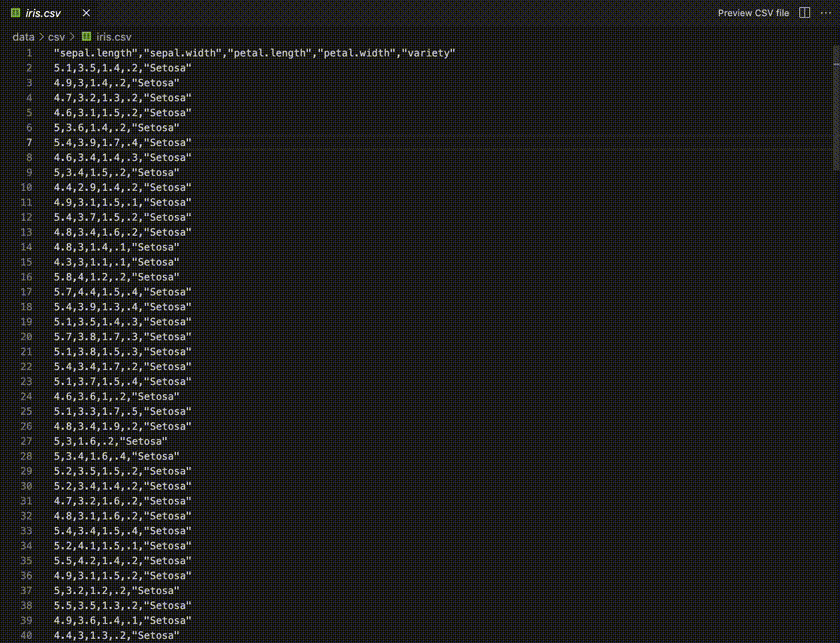 iris.csv × Preview CSV file ...
data > csv > iris.csv
1 "sepal.length","sepal.width","petal.length","petal.width","variety"
2 5.1,3.5,1.4,.2,"Setosa"
3 4.9,3,1.4,.2,"Setosa"
4 4.7,3.2,1.3,.2,"Setosa"
5 4.6,3.1,1.5,.2,"Setosa"
6 5,3.6,1.4,.2,"Setosa"
7 5.4,3.9,1.7,.4,"Setosa"
8 4.6,3.4,1.4,.3,"Setosa"
9 5,3.4,1.5,.2,"Setosa"
10 4.4,2.9,1.4,.2,"Setosa"
11 4.9,3.1,1.5,.1,"Setosa"
12 5.4,3.7,1.5,.2,"Setosa"
13 4.8,3.4,1.6,.2,"Setosa"
14 4.8,3,1.4,.1,"Setosa"
15 4.3,3,1.1,.1,"Setosa"
16 5.8,4,1.2,.2,"Setosa"
17 5.7,4.4,1.5,.4,"Setosa"
18 5.4,3.9,1.3,.4,"Setosa"
19 5.1,3.5,1.4,.3,"Setosa"
20 5.7,3.8,1.7,.3,"Setosa"
21 5.1,3.8,1.5,.3,"Setosa"
22 5.4,3.4,1.7,.2,"Setosa"
23 5.1,3.7,1.5,.4,"Setosa"
24 4.6,3.6,1,.2,"Setosa"
25 5.1,3.3,1.7,.5,"Setosa"
26 4.8,3.4,1.9,.2,"Setosa"
27 5,3,1.6,.2,"Setosa"
28 5,3.4,1.6,.4,"Setosa"
29 5.2,3.5,1.5,.2,"Setosa"
30 5.2,3.4,1.4,.2,"Setosa"
31 4.7,3.2,1.6,.2,"Setosa"
32 4.8,3.1,1.6,.2,"Setosa"
33 5.4,3.4,1.5,.4,"Setosa"
34 5.2,4.1,1.5,.1,"Setosa"
35 5.5,4.2,1.4,.2,"Setosa"
36 4.9,3.1,1.5,.2,"Setosa"
37 5,3.2,1.2,.2,"Setosa"
38 5.5,3.5,1.3,.2,"Setosa"
39 4.9,3.6,1.4,.1,"Setosa"
40 4.4,3,1.3,.2,"Setosa"